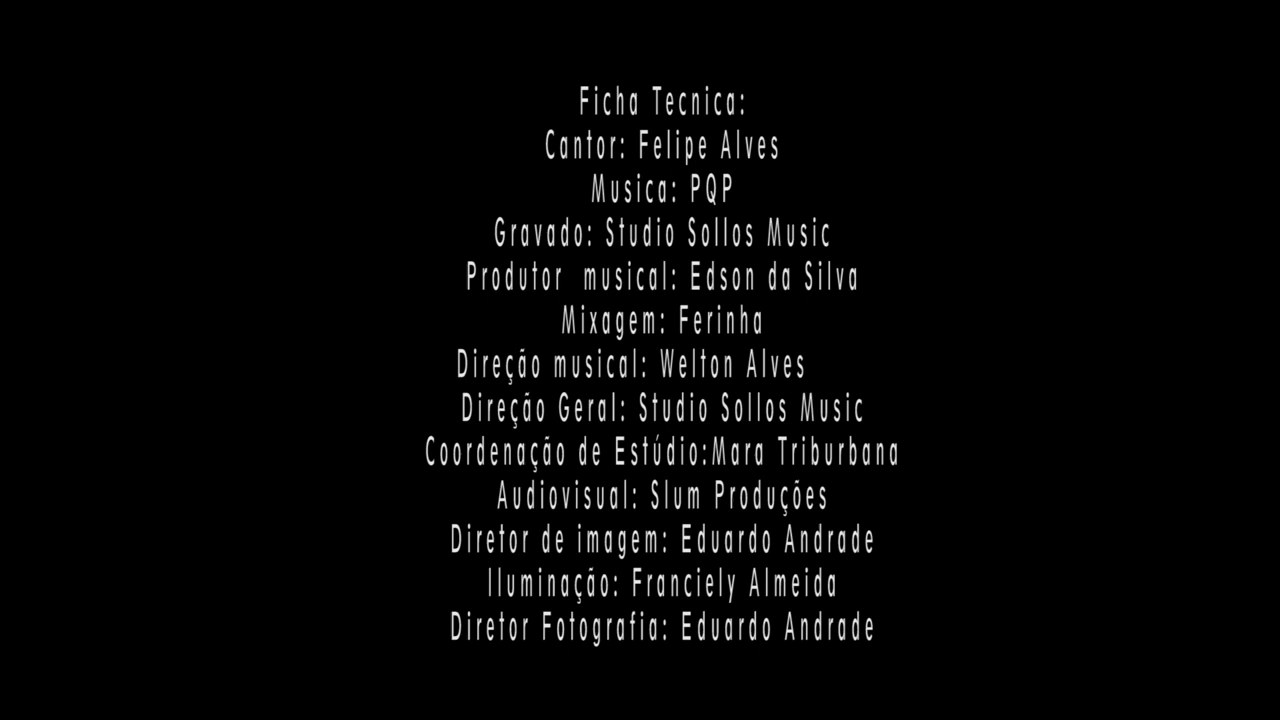 Ficha Tecnica:
Cantor: Felipe Alves
Musica: PQP
Gravado: Studio Sollos Music
Produtor  musical: Edson da Silva
Mixagem: Ferinha
Direção musical: Welton Alves
Direção Geral: Studio Sollos Music
Coordenação de Estúdio:Mara Triburbana
Audiovisual: Slum Produções
Diretor de imagem: Eduardo Andrade
Iluminação: Franciely Almeida
Diretor Fotografia: Eduardo Andrade